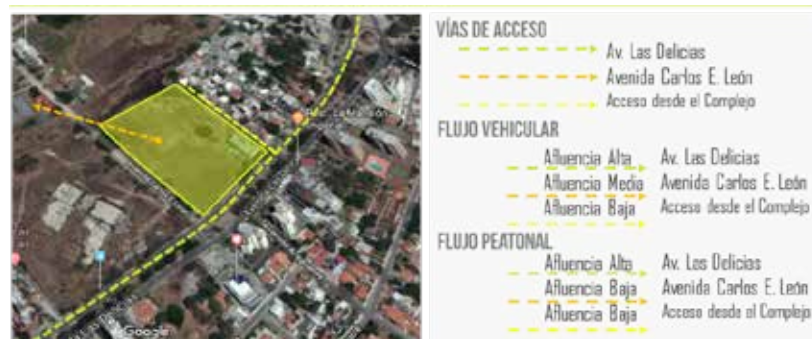 VÍAS DE ACCESO
Av. Las Delicias
Avenida Carlos E. León
Acceso desde el Complejo
FLUJO VEHICULAR
Afluencia Alta Av. Las Delicias
Afluencia Media Avenida Carlos E. León
Afluencia Baja Acceso desde el Complejo
FLUJO PEATONAL
Afluencia Alta Av. Las Delicias
Afluencia Baja Avenida Carlos E. León
Afluencia Baja Acceso desde el Complejo
Google